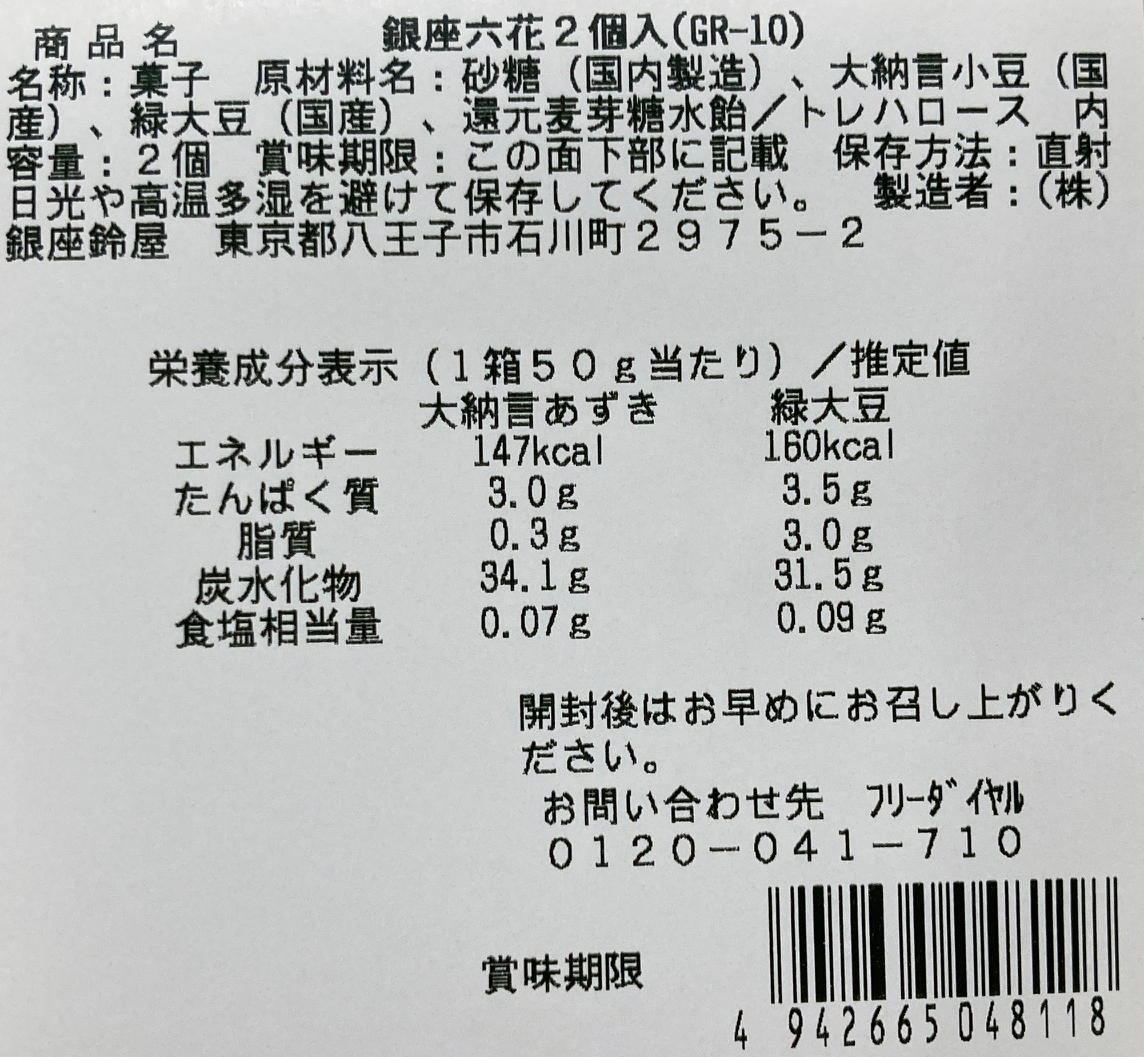 商品名　銀座六花２個入(GR-10)
名称：菓子　原材料名：砂糖（国内製造）、大納言小豆（国
産）、緑大豆（国産）、還元麦芽糖水飴／トレハロース　内
容量：２個　賞味期限：この面下部に記載　保存方法：直射
日光や高温多湿を避けて保存してください。　製造者：（株）
銀座鈴屋　東京都八王子市石川町２９７５－２
栄養成分表示（１箱５０ｇ当たり）／推定値
大納言あずき　緑大豆
エネルギー　147kcal　160kcal
たんぱく質　3.0ｇ　3.5ｇ
脂質　0.3ｇ　3.0ｇ
炭水化物　34.1ｇ　31.5ｇ
食塩相当量　0.07ｇ　0.09ｇ
開封後はお早めにお召し上がりく
ださい。
お問い合わせ先　ﾌﾘｰﾀﾞｲﾔﾙ
０１２０－０４１－７１０
賞味期限
4 942665 048118